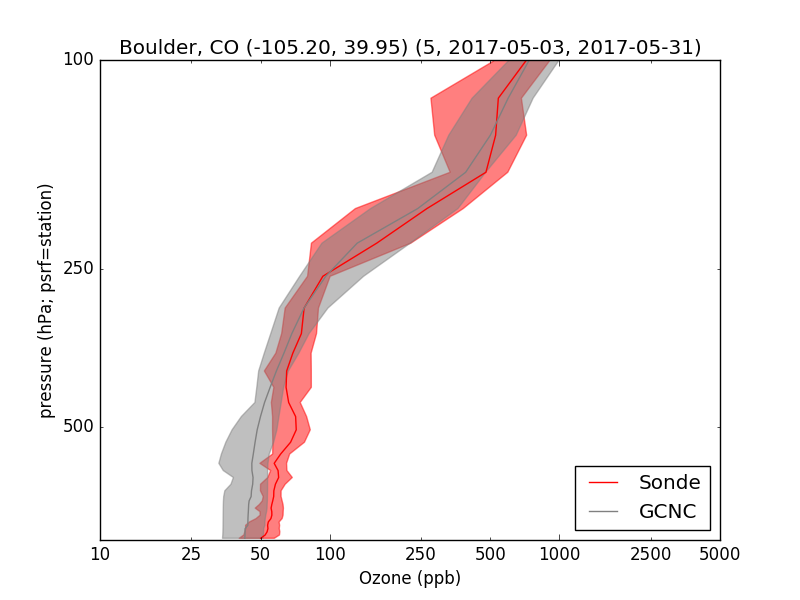 Boulder, CO (-105.20, 39.95) (5, 2017-05-03, 2017-05-31)
100
250
500
pressure (hPa; psrf=station)
Sonde
GCNC
10 25 50 100 250 500 1000 2500 5000
Ozone (ppb)